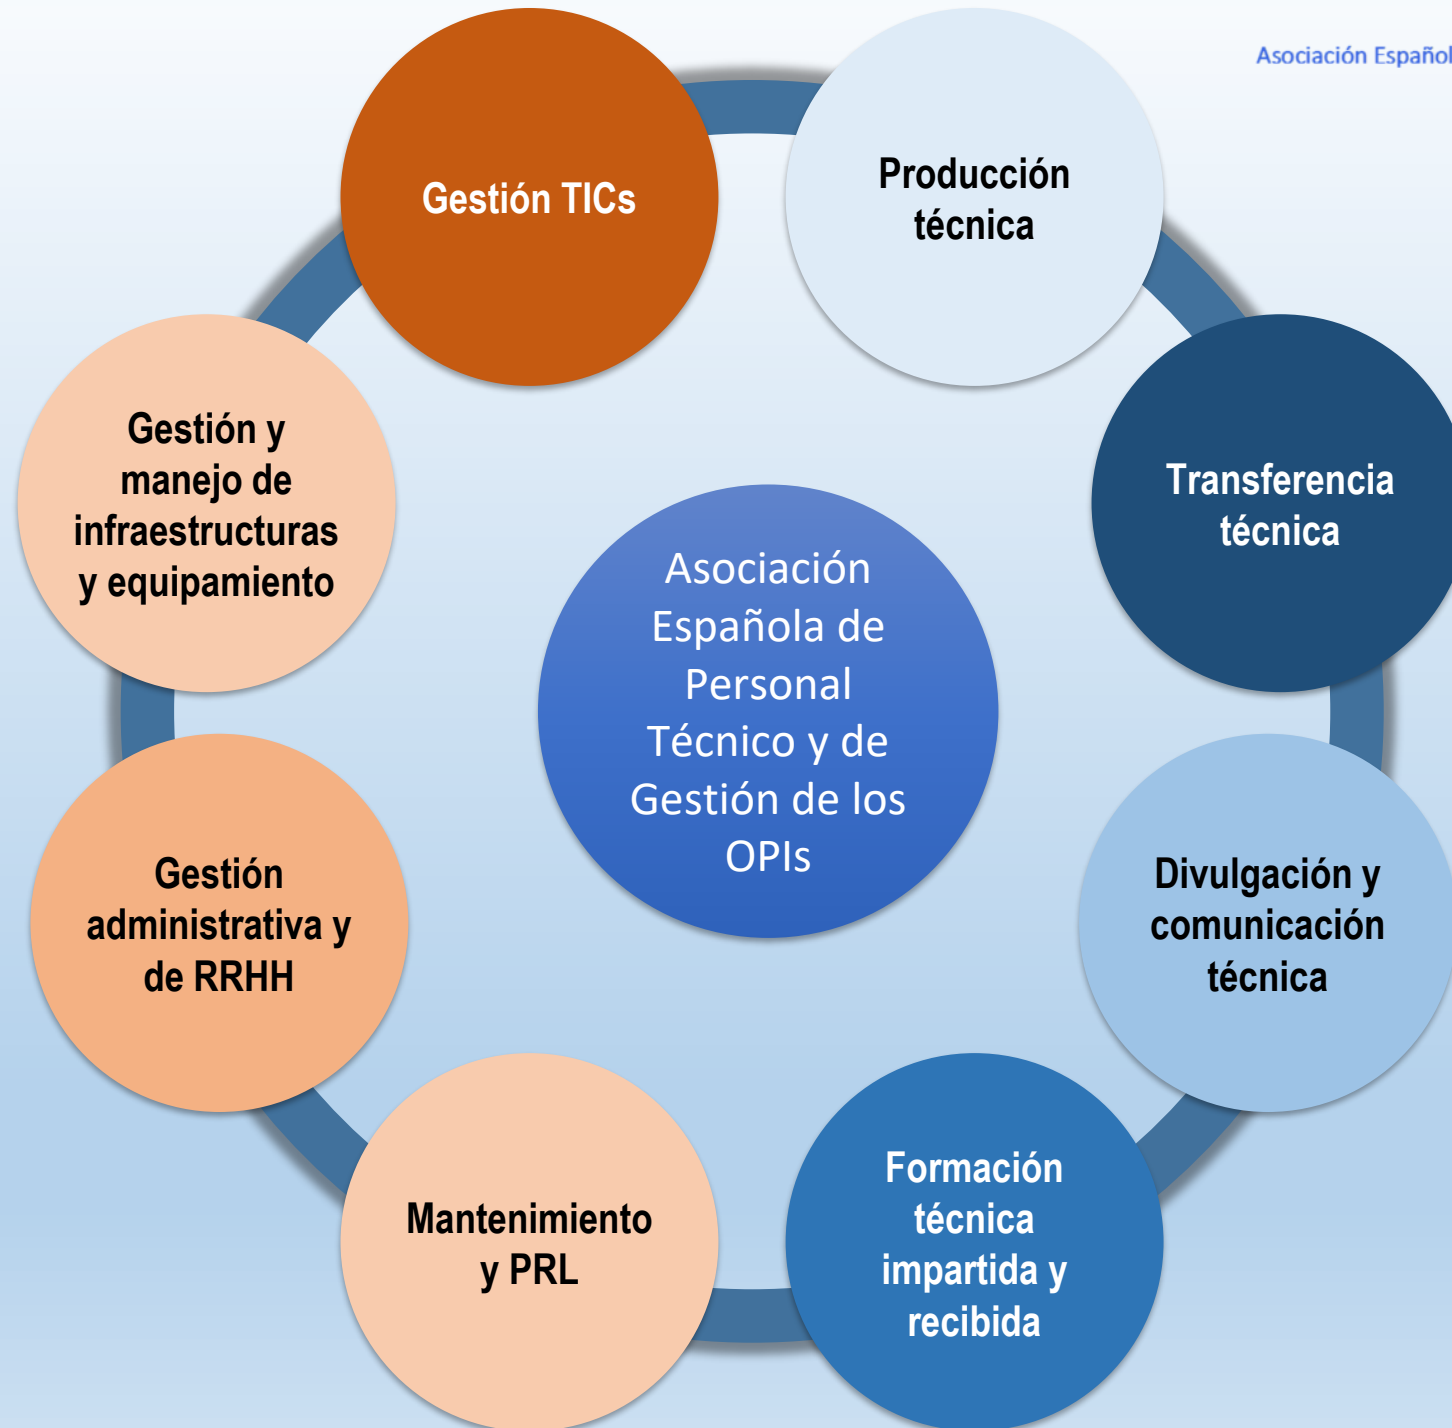 Asociación Español
Gestión TICs
Producción
técnica
Transferencia
técnica
Divulgación y
comunicación
técnica
Formación
técnica
impartida y
recibida
Mantenimiento
y PRL
Gestión
administrativa y
de RRHH
Gestión y
manejo de
infraestructuras
y equipamiento
Asociación
Española de
Personal
Técnico y de
Gestión de los
OPIs